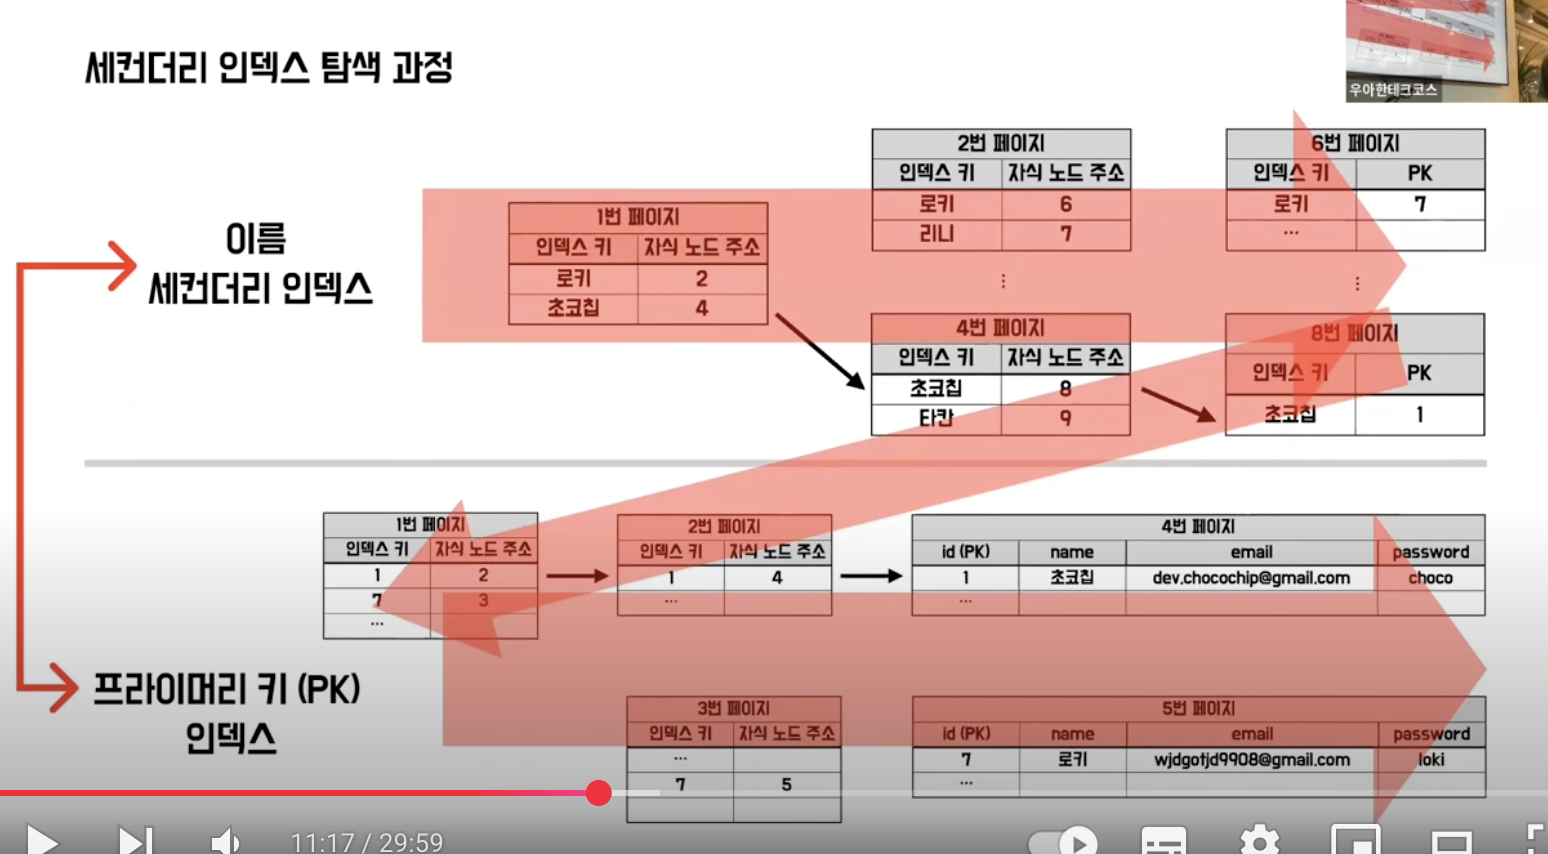 세컨더리 인덱스 탐색 과정
우아한테크코스
이름
세컨더리 인덱스
1번 페이지
인덱스 키 자식 노드 주소
로키 2
초코칩 4
2번 페이지
인덱스 키 자식 노드 주소
로키 6
리니 7
⋮
4번 페이지
인덱스 키 자식 노드 주소
초코칩 8
타칸 9
6번 페이지
인덱스 키 PK
로키 7
...
⋮
8번 페이지
인덱스 키 PK
초코칩 1
프라이머리 키 (PK)
인덱스
1번 페이지
인덱스 키 자식 노드 주소
1 2
7 3
...
2번 페이지
인덱스 키 자식 노드 주소
1 4
...
4번 페이지
id (PK) name email password
1 초코칩 dev.chocochip@gmail.com choco
...
3번 페이지
인덱스 키 자식 노드 주소
...
7 5
5번 페이지
id (PK) name email password
7 로키 wjdgotjd9908@gmail.com loki
...
11:17 / 29:59